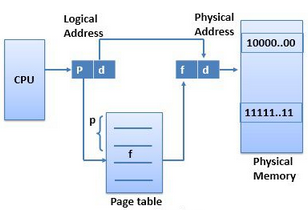 Logical
Address
Physical
Address
CPU
P d
f d
10000..00
11111..11
p
f
Page table
Physical
Memory